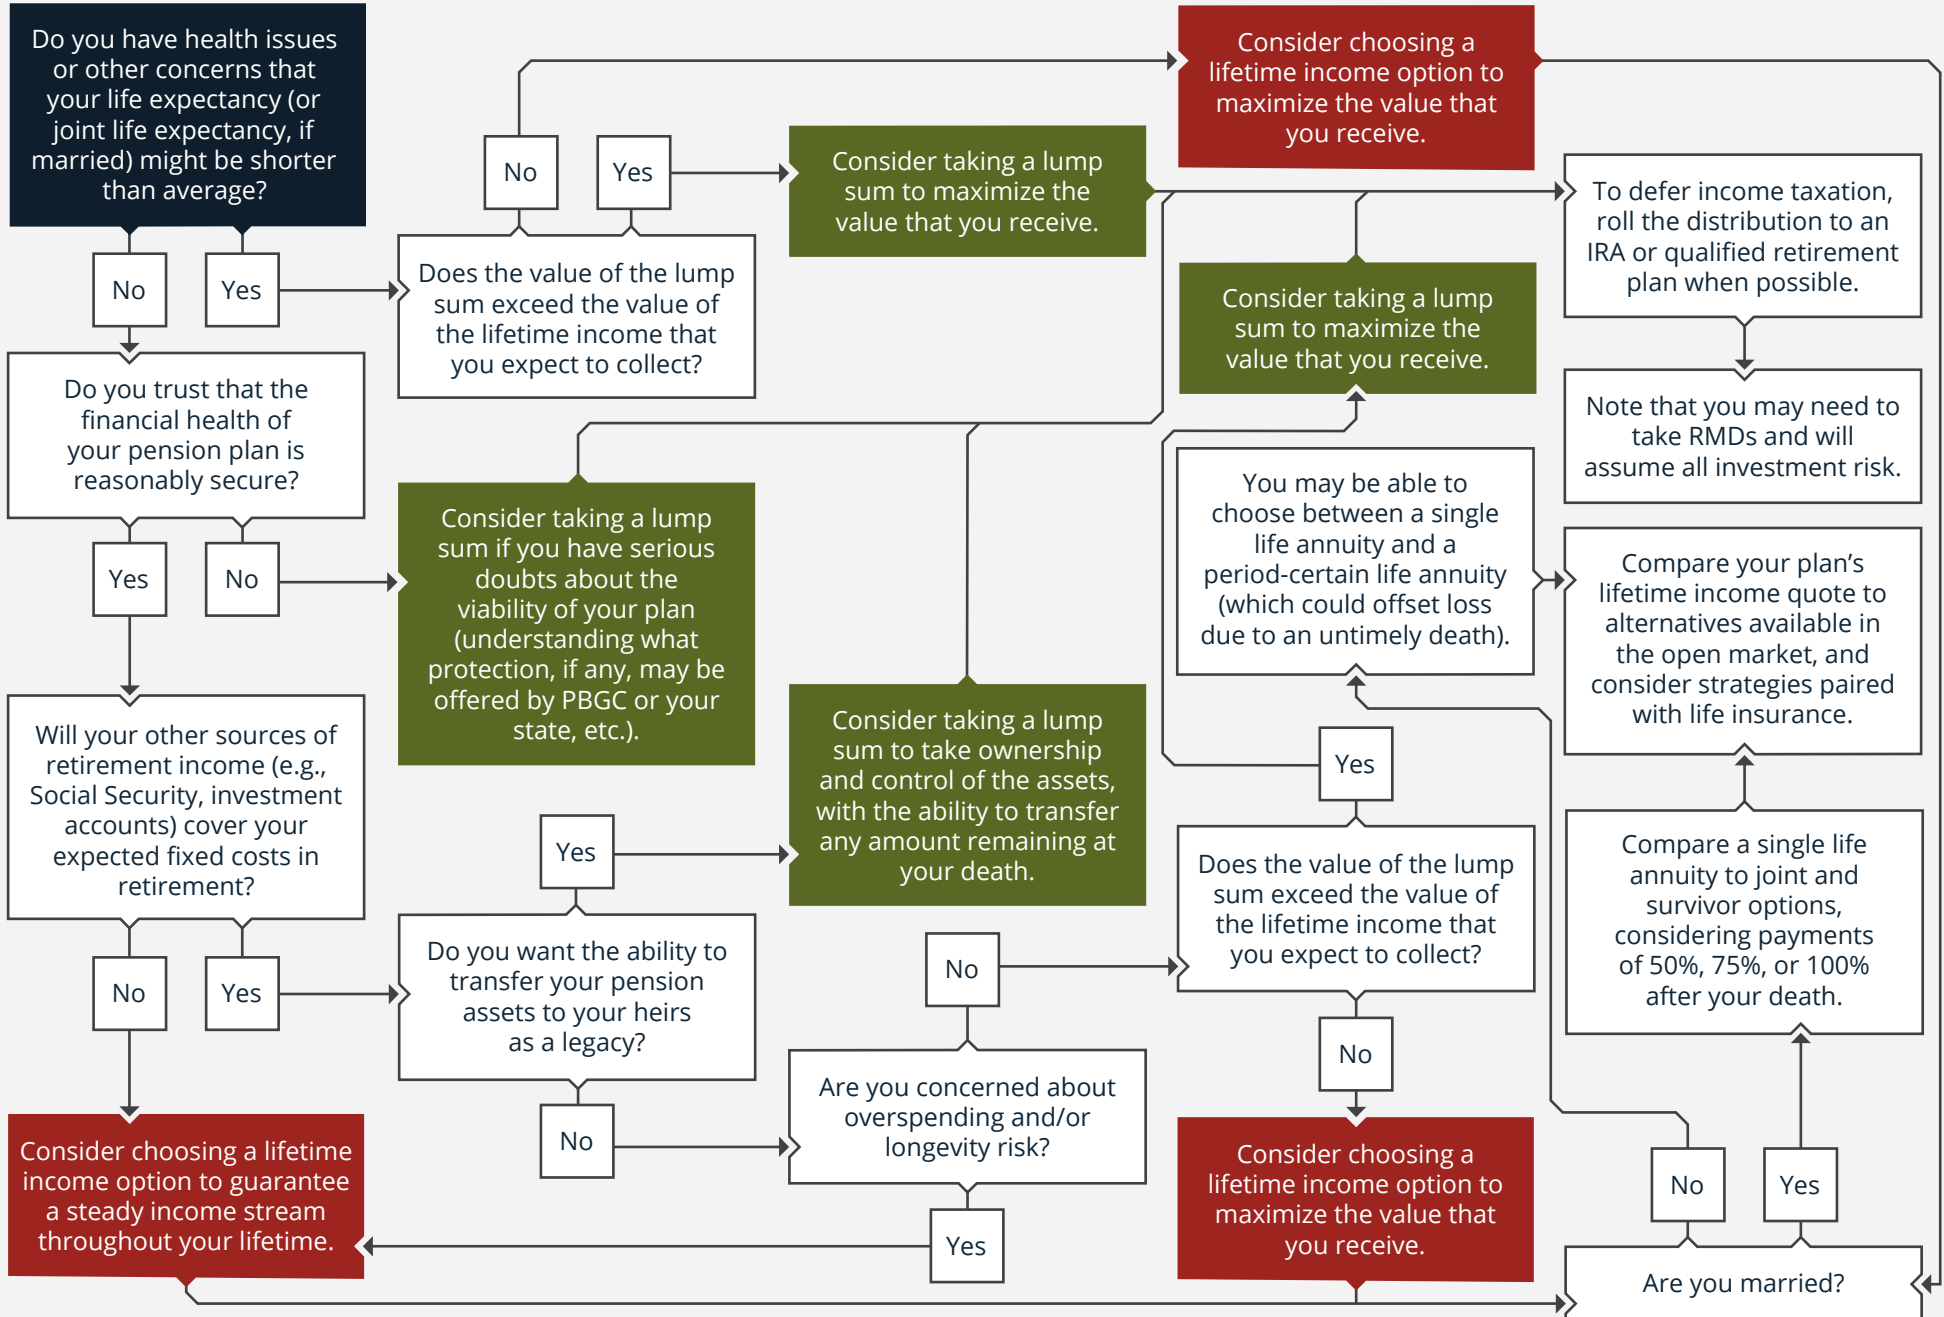 Do you have health issues
or other concerns that
your life expectancy (or
joint life expectancy, if
married) might be shorter
than average?
No
Yes
Does the value of the lump
sum exceed the value of
the lifetime income that
you expect to collect?
No
Yes
Consider taking a lump
sum to maximize the
value that you receive.
Consider choosing a
lifetime income option to
maximize the value that
you receive.
To defer income taxation,
roll the distribution to an
IRA or qualified retirement
plan when possible.
Note that you may need to
take RMDs and will
assume all investment risk.
Consider taking a lump
sum to maximize the
value that you receive.
Do you trust that the
financial health of
your pension plan is
reasonably secure?
Yes
No
Consider taking a lump
sum if you have serious
doubts about the
viability of your plan
(understanding what
protection, if any, may be
offered by PBGC or your
state, etc.).
You may be able to
choose between a single
life annuity and a
period-certain life annuity
(which could offset loss
due to an untimely death).
Compare your plan’s
lifetime income quote to
alternatives available in
the open market, and
consider strategies paired
with life insurance.
Will your other sources of
retirement income (e.g.,
Social Security, investment
accounts) cover your
expected fixed costs in
retirement?
No
Yes
Do you want the ability to
transfer your pension
assets to your heirs
as a legacy?
Yes
No
Consider taking a lump
sum to take ownership
and control of the assets,
with the ability to transfer
any amount remaining at
your death.
Are you concerned about
overspending and/or
longevity risk?
No
Yes
Does the value of the lump
sum exceed the value of
the lifetime income that
you expect to collect?
Yes
No
Compare a single life
annuity to joint and
survivor options,
considering payments
of 50%, 75%, or 100%
after your death.
Consider choosing a lifetime
income option to guarantee
a steady income stream
throughout your lifetime.
Consider choosing a
lifetime income option to
maximize the value that
you receive.
No
Yes
Are you married?